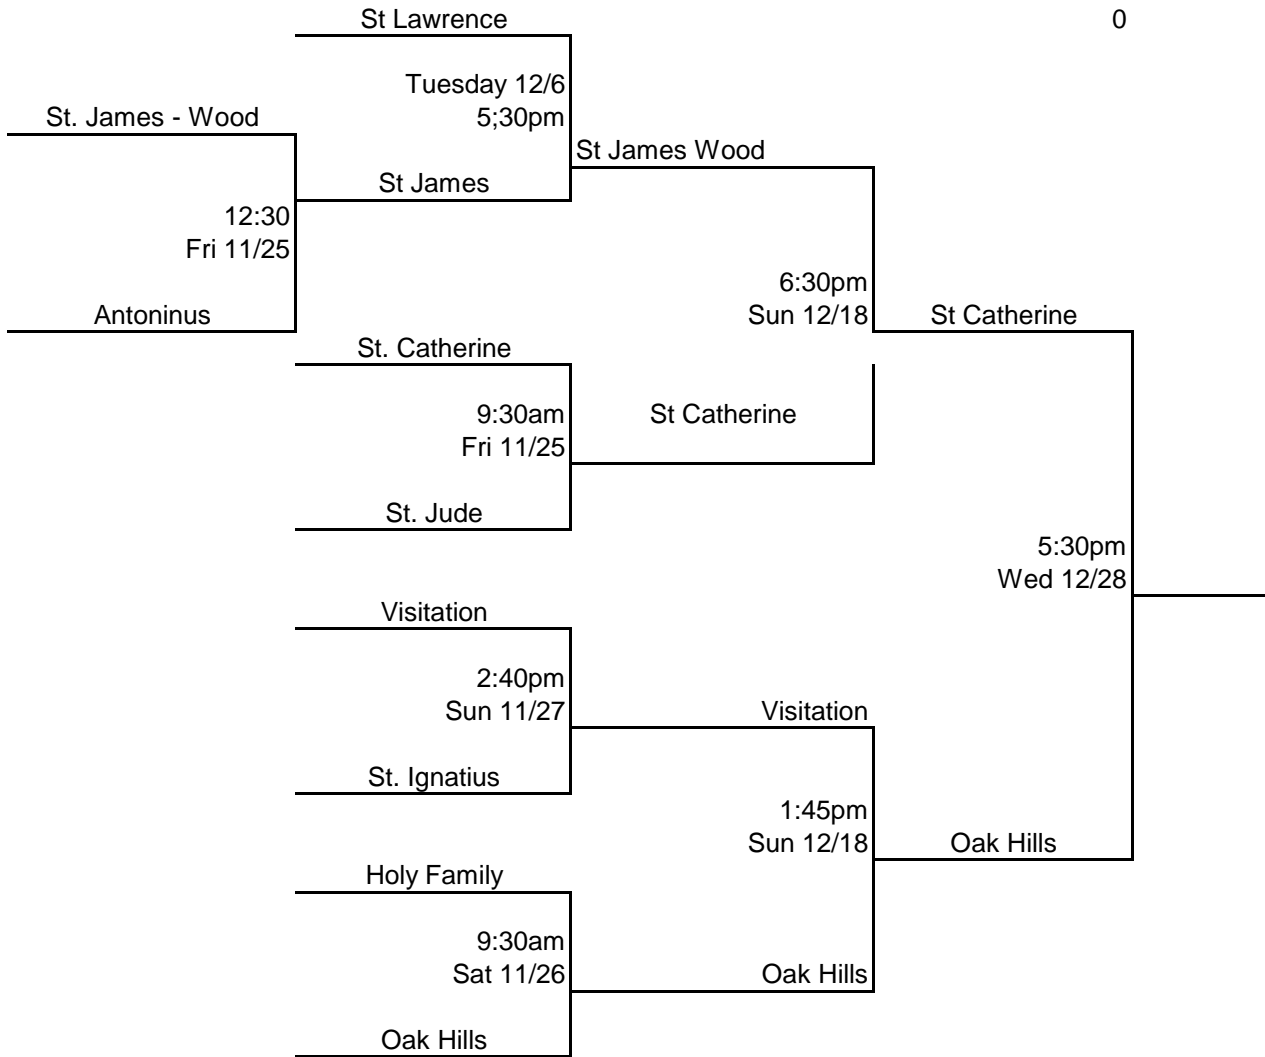 St Lawrence
0
Tuesday 12/6
5;30pm
St. James - Wood
St James Wood
St James
12:30
Fri 11/25
6:30pm
Sun 12/18
Antoninus
St Catherine
St. Catherine
9:30am
Fri 11/25
St Catherine
St. Jude
5:30pm
Wed 12/28
Visitation
2:40pm
Sun 11/27
Visitation
St. Ignatius
1:45pm
Sun 12/18
Oak Hills
Holy Family
9:30am
Sat 11/26
Oak Hills
Oak Hills